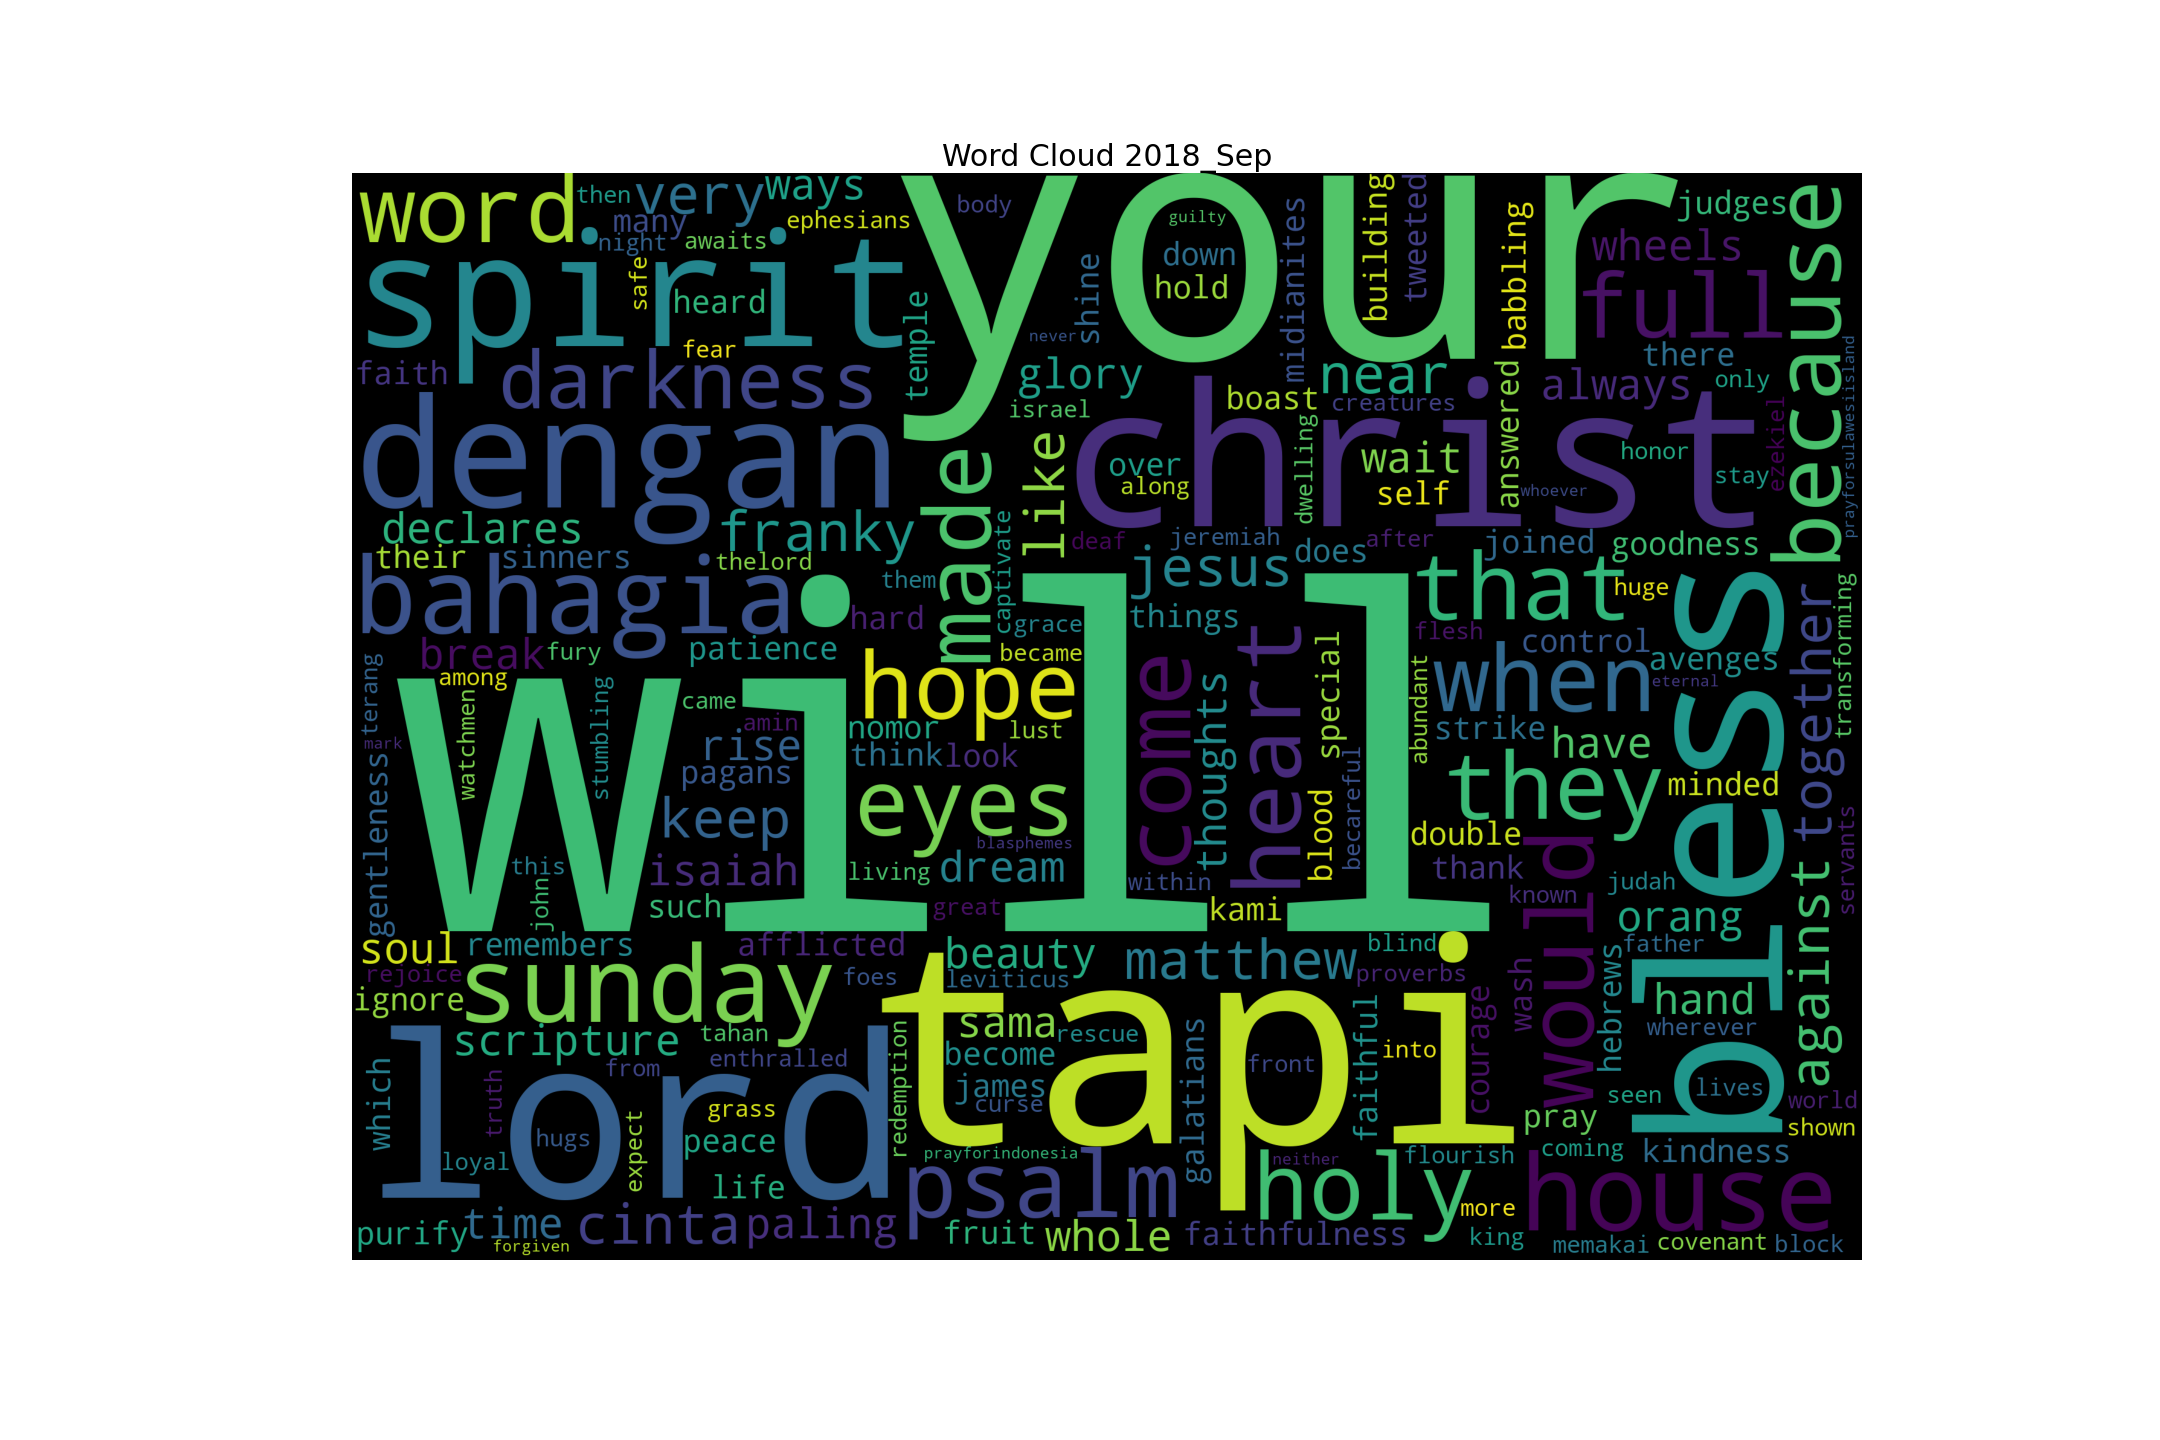 Word Cloud 2018_Sep
word
then
very
ways
many
night
awaits
ephesians
body
your
guilty
down
hold
building
tweeted
babbling
judges
wheels
full
because
spirit
safe
heard
fear
temple
never
shine
midianites
near
there
always
only
prayforsulawesiisland
faith
darkness
glory
israel
boast
creatures
answered
ezekiel
dengan
made
like
christ
over
along
dwelling
wait
self
whoever
honor
stay
declares
franky
their
sinners
thelord
them
captivate
deaf
jeremiah
does
after
joined
goodness
bahagia
hard
jesus
things
that
huge
together
transforming
break
fury
patience
grace
became
flesh
control
avenges
eternal
terang
among
watchmen
stumbling
mark
will
came
amin
hope
nomor
lust
come
thoughts
heart
special
abundant
when
bless
rise
pagans
think
look
strike
have
minded
gentleness
keep
eyes
becareful
they
this
john
isaiah
living
blasphemes
dream
within
blood
double
thank
known
would
judah
servants
such
great
kami
orang
against
soul
remembers
afflicted
beauty
matthew
blind
father
rejoice
sunday
foes
leviticus
proverbs
wash
hebrews
hand
ignore
tapi
sama
rescue
faithful
courage
wherever
scripture
tahan
enthralled
redemption
become
galatians
front
into
which
truth
from
lord
james
curse
seen
lives
world
grass
hugs
expect
peace
pray
shown
loyal
prayforindonesia
neither
flourish
coming
kindness
life
psalm
holy
house
purify
time
forgiven
cinta
paling
fruit
whole
faithfulness
more
king
memakai
covenant
block